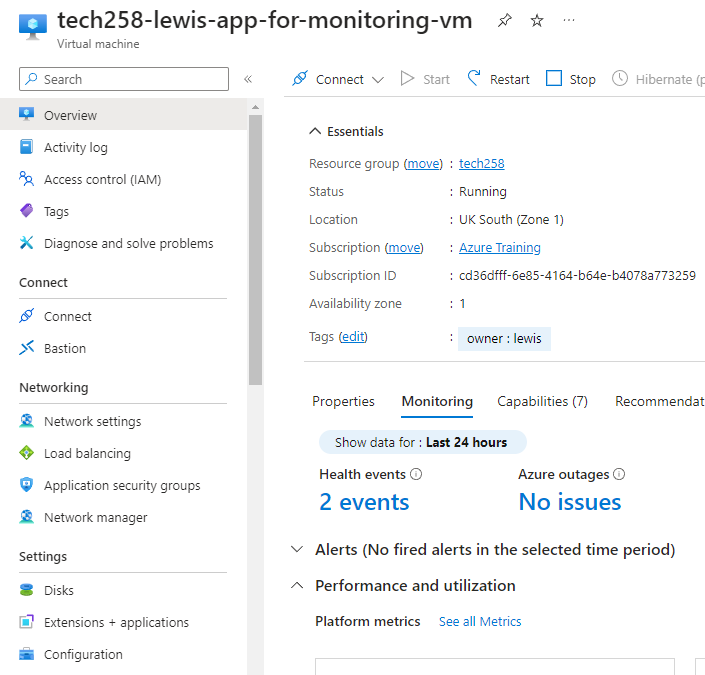 tech258-lewis-app-for-monitoring-vm
Virtual machine
Search
Overview
Activity log
Access control (IAM)
Tags
Diagnose and solve problems
Connect
Connect
Bastion
Networking
Network settings
Load balancing
Application security groups
Network manager
Settings
Disks
Extensions + applications
Configuration
Connect Start Restart Stop Hibernate (p
Essentials
Resource group (move) : tech258
Status : Running
Location : UK South (Zone 1)
Subscription (move) : Azure Training
Subscription ID : cd36dfff-6e85-4164-b64e-b4078a773259
Availability zone : 1
Tags (edit) : owner : lewis
Properties Monitoring Capabilities (7) Recommendat
Show data for : Last 24 hours
Health events Azure outages
2 events No issues
Alerts (No fired alerts in the selected time period)
Performance and utilization
Platform metrics See all Metrics